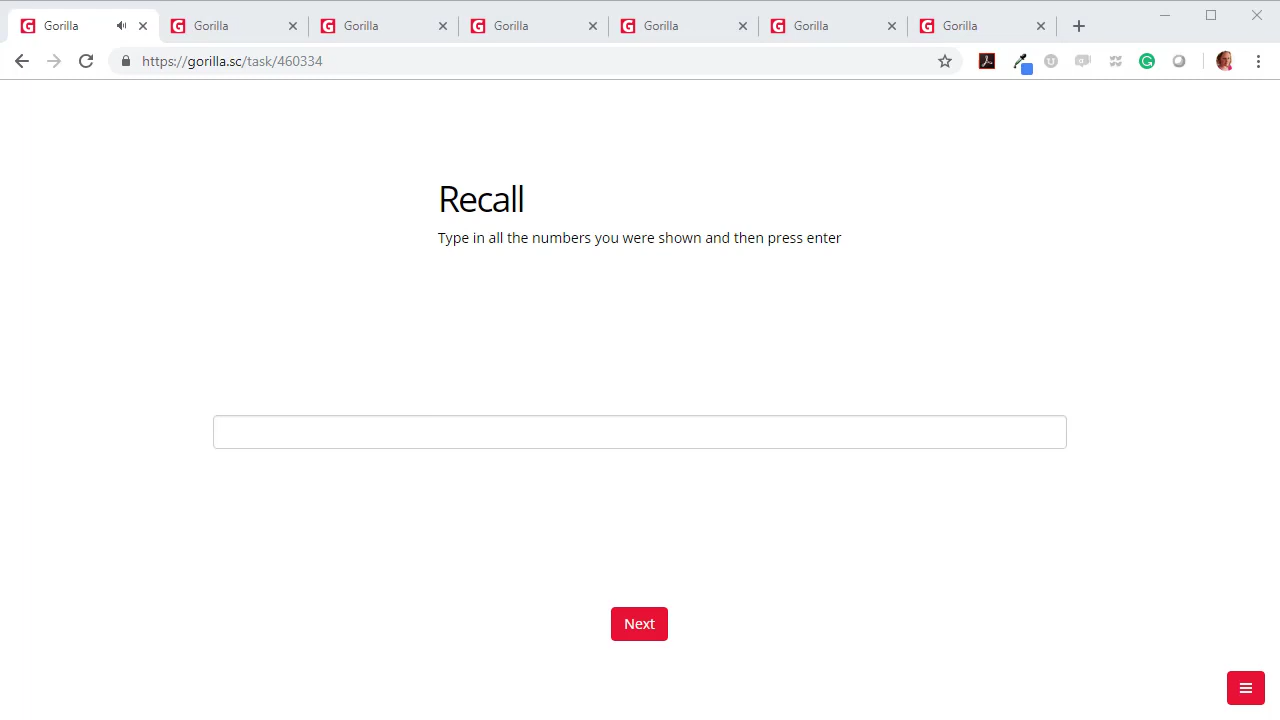 Gorilla Gorilla Gorilla Gorilla Gorilla Gorilla Gorilla
https://gorilla.sc/task/460334
Recall
Type in all the numbers you were shown and then press enter
Next